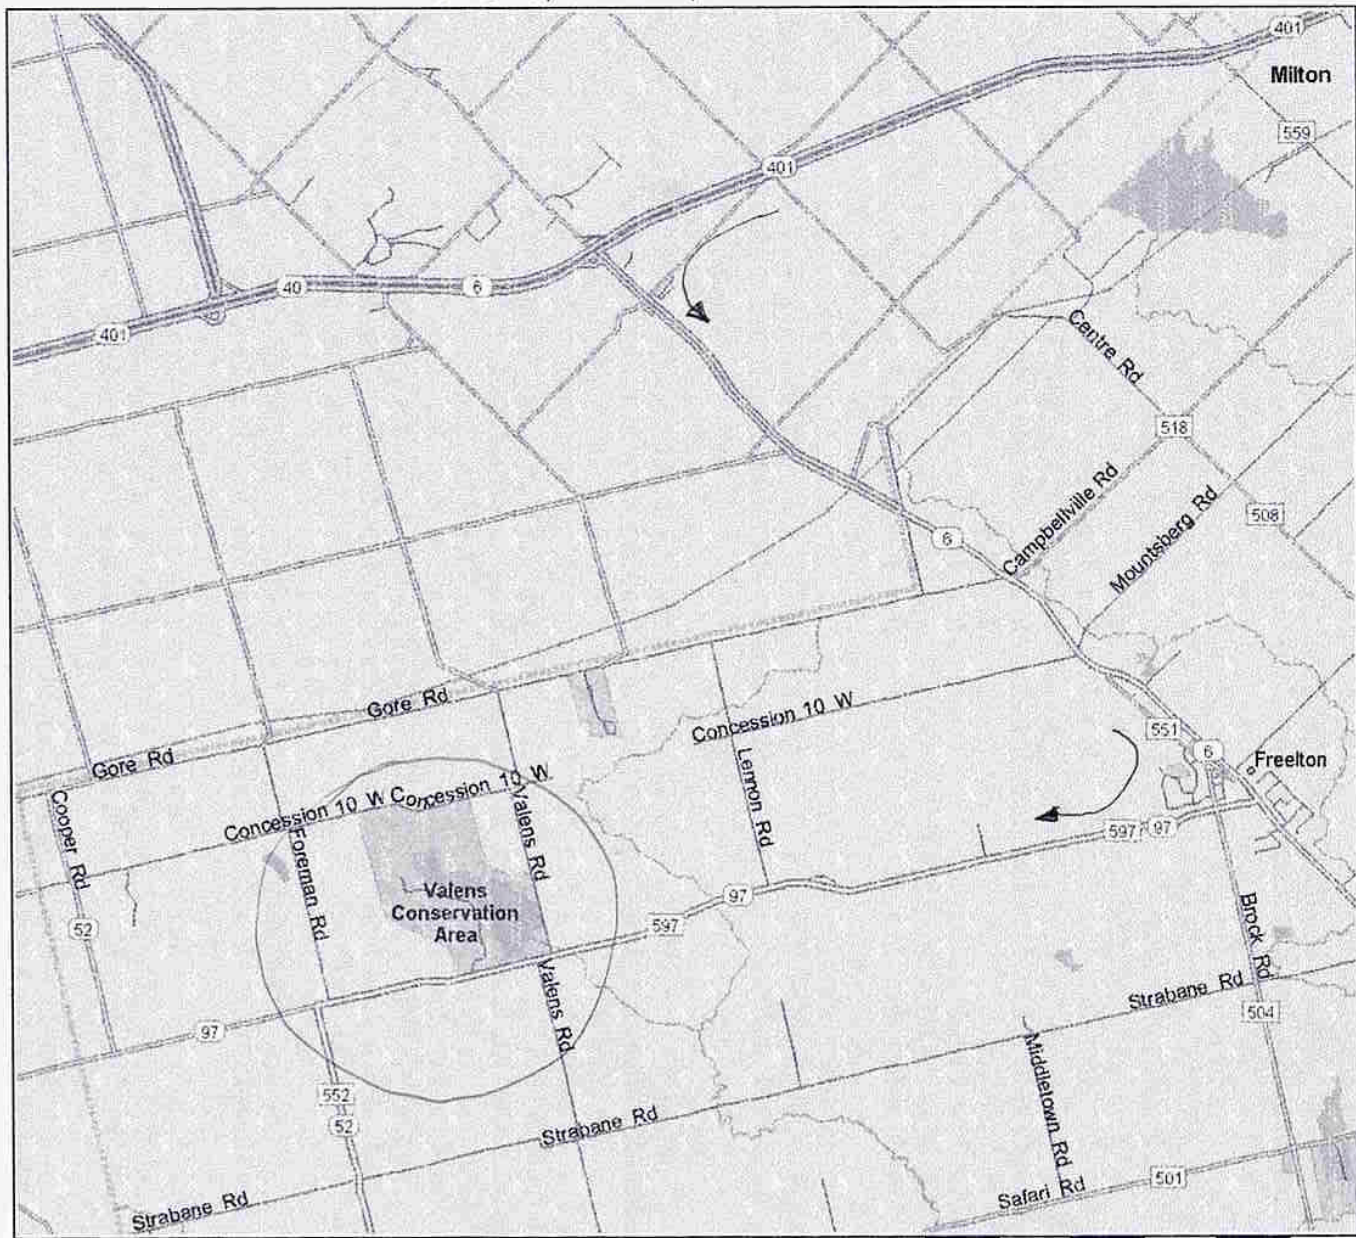 401
Milton
559
401
40
6
401
Centre Rd
518
Campbellville Rd
Mountsberg Rd
508
6
Gore Rd
Concession 10 W
551
6
Freelton
Gore Rd
Lennon Rd
Concession 10 W
Concession 10 W
Valens Rd
597
97
Cooper Rd
Foreman Rd
Valens
Conservation
Area
97
597
52
Brock Rd
Valens Rd
Strabane Rd
97
504
Middletown Rd
552
52
Strabane Rd
501
Safari Rd
Strabane Rd